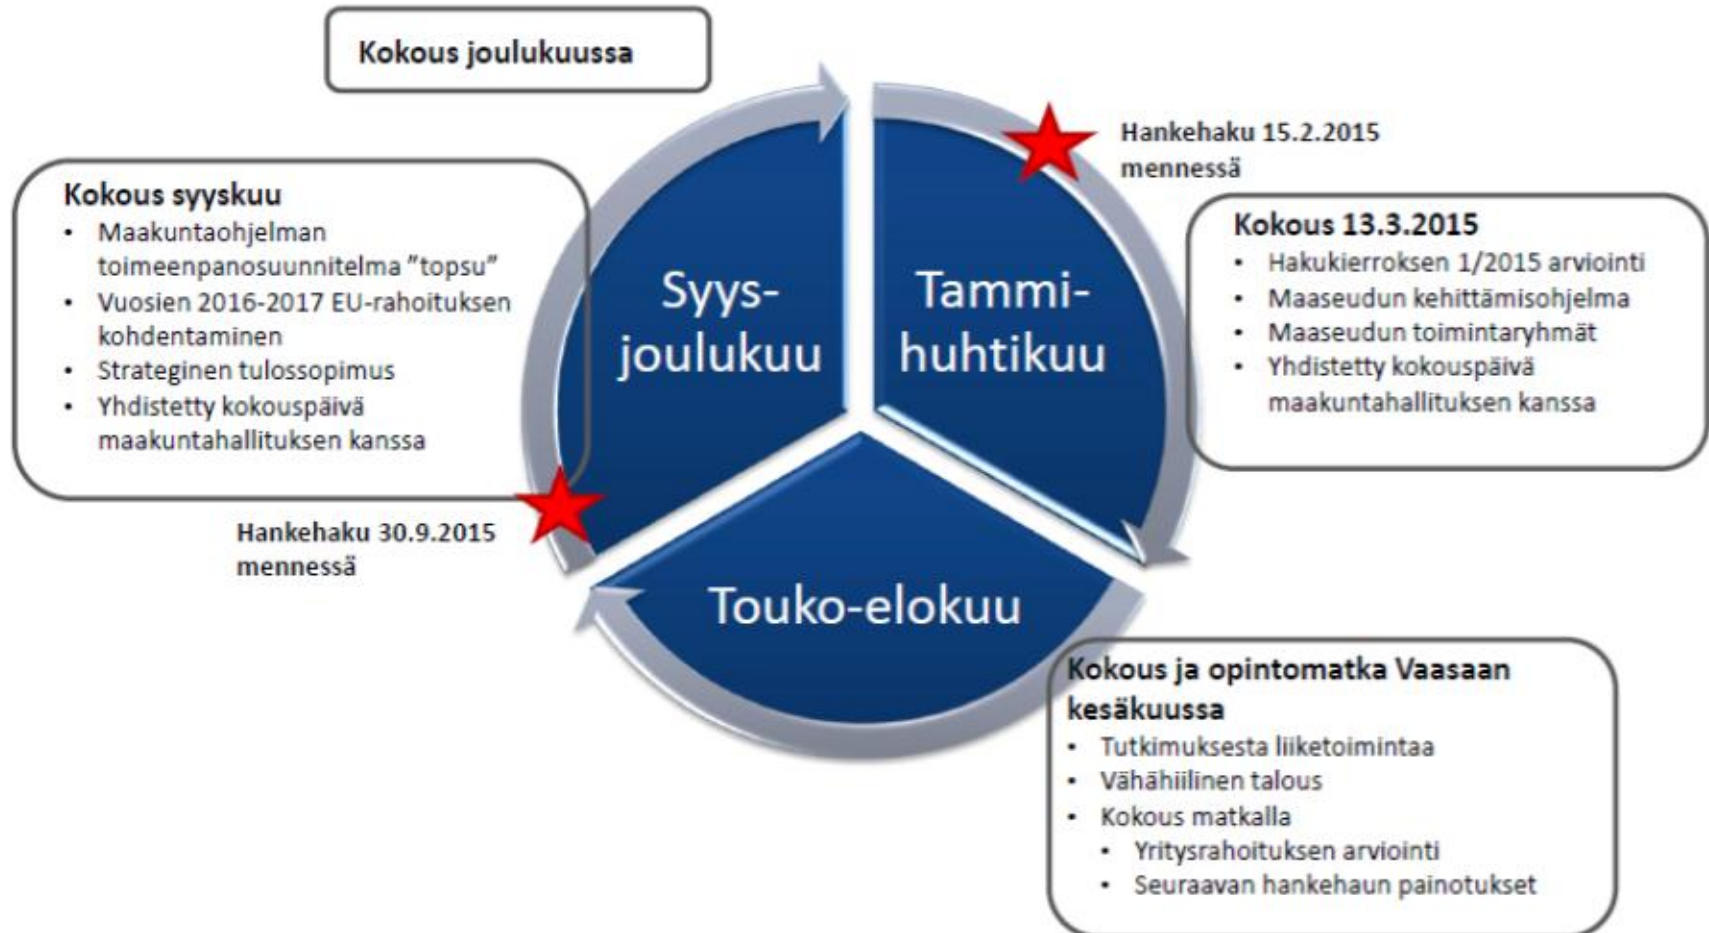 Kokous joulukuussa
Hankehaku 15.2.2015
mennessä
Kokous syyskuu
• Maakuntaohjelman
toimeenpanosuunnitelma ”topsu”
• Vuosien 2016-2017 EU-rahoituksen
kohdentaminen
• Strateginen tulossopimus
• Yhdistetty kokouspäivä
maakuntahallituksen kanssa
Syys-
joulukuu
Tammi-
huhtikuu
Kokous 13.3.2015
• Hakukierroksen 1/2015 arviointi
• Maaseudun kehittämisohjelma
• Maaseudun toimintaryhmät
• Yhdistetty kokouspäivä
maakuntahallituksen kanssa
Hankehaku 30.9.2015
mennessä
Touko-elokuu
Kokous ja opintomatka Vaasaan
kesäkuussa
• Tutkimuksesta liiketoimintaa
• Vähähiilinen talous
• Kokous matkalla
• Yritysrahoituksen arviointi
• Seuraavan hankehaun painotukset